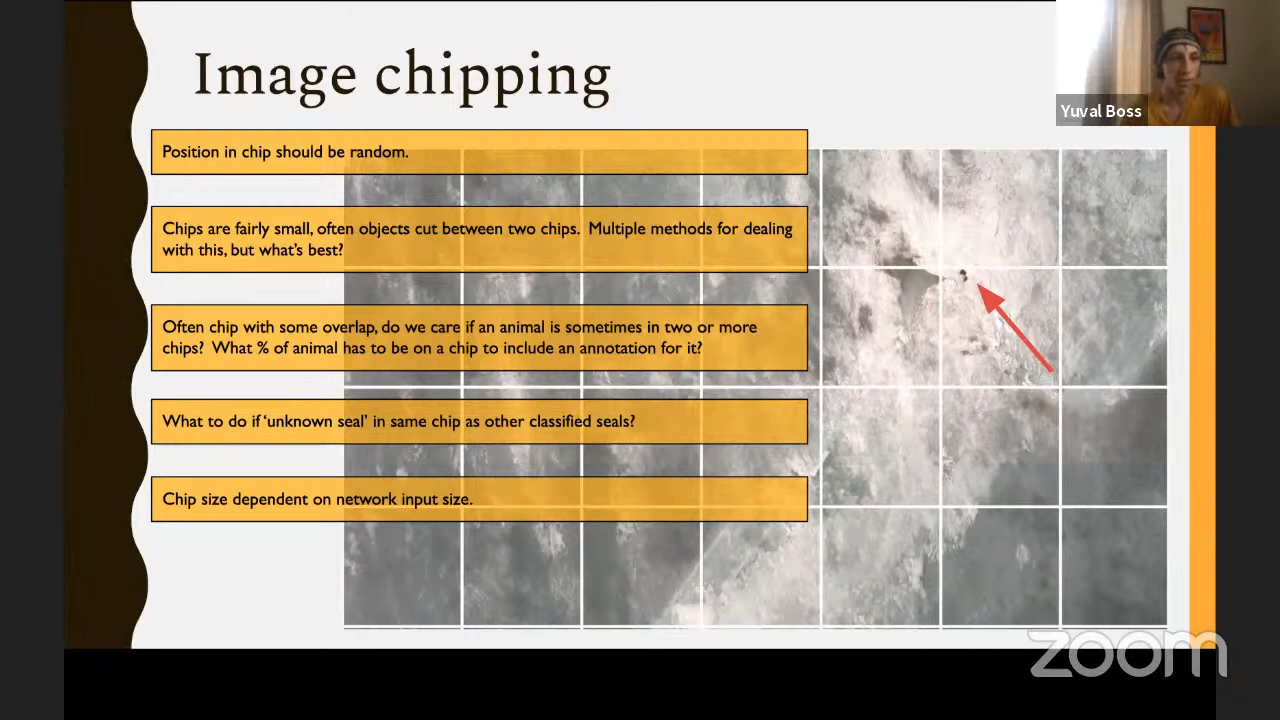 Image chipping
Yuval Boss
Position in chip should be random.
Chips are fairly small, often objects cut between two chips. Multiple methods for dealing
with this, but what's best?
Often chip with some overlap, do we care if an animal is sometimes in two or more
chips? What % of animal has to be on a chip to include an annotation for it?
What to do if ‘unknown seal’ in same chip as other classified seals?
Chip size dependent on network input size.
zoom